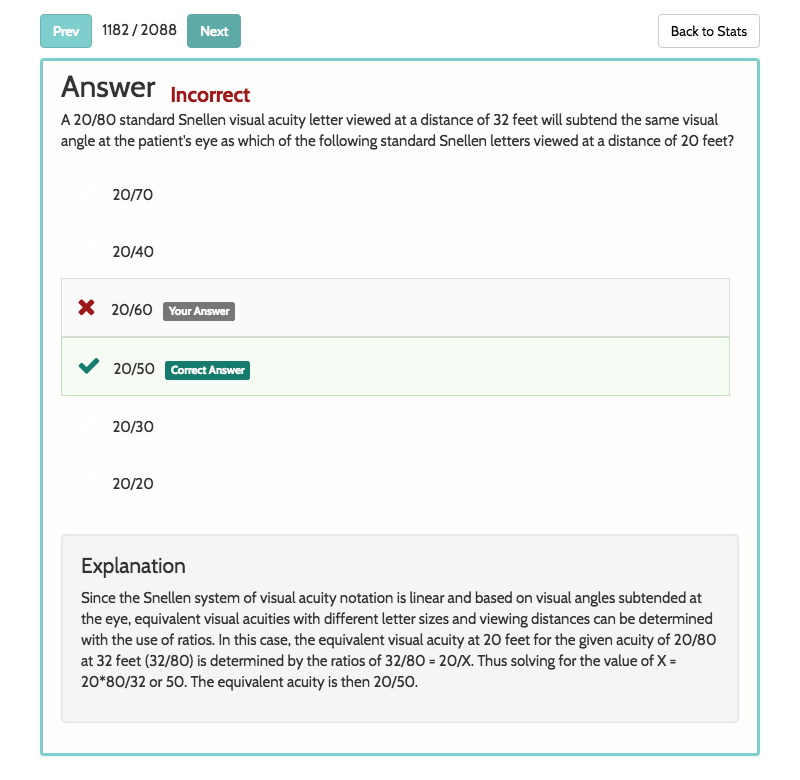 Prev 1182 / 2088 Next Back to Stats
Answer Incorrect
A 20/80 standard Snellen visual acuity letter viewed at a distance of 32 feet will subtend the same visual
angle at the patient's eye as which of the following standard Snellen letters viewed at a distance of 20 feet?
20/70
20/40
20/60 Your Answer
20/50 Correct Answer
20/30
20/20
Explanation
Since the Snellen system of visual acuity notation is linear and based on visual angles subtended at
the eye, equivalent visual acuities with different letter sizes and viewing distances can be determined
with the use of ratios. In this case, the equivalent visual acuity at 20 feet for the given acuity of 20/80
at 32 feet (32/80) is determined by the ratios of 32/80 = 20/X. Thus solving for the value of X =
20*80/32 or 50. The equivalent acuity is then 20/50.